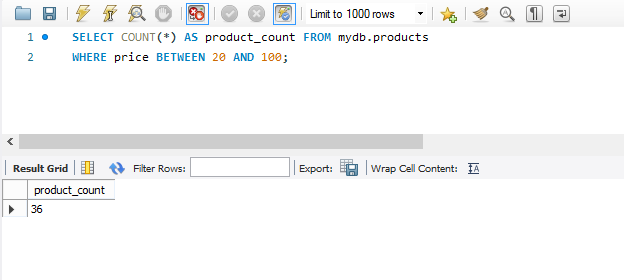 Limit to 1000 rows
1 SELECT COUNT(*) AS product_count FROM mydb.products
2 WHERE price BETWEEN 20 AND 100;
Result Grid Filter Rows: Export: Wrap Cell Content: IA
product_count
36